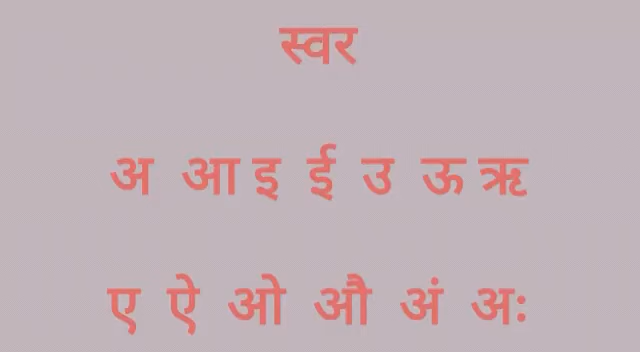 स्वर
अ आ इ ई उ ऊ ऋ
ए ऐ ओ औ अं अः